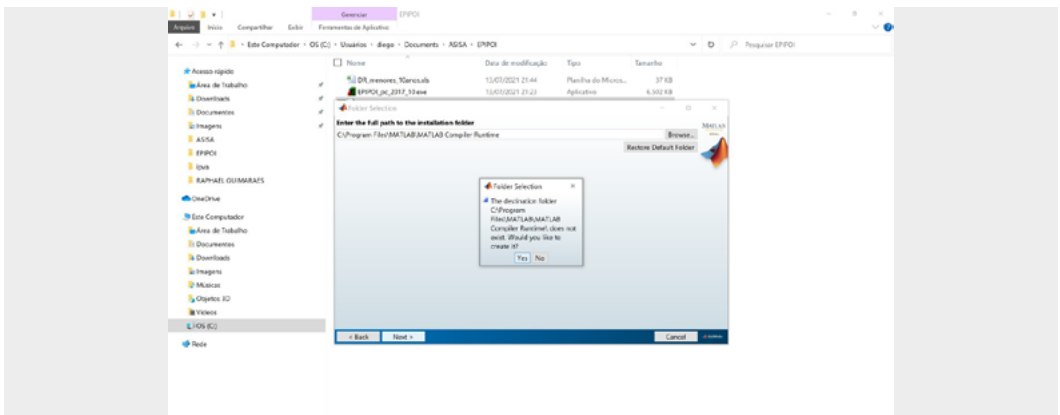 Gerenciar EPIPOI
Arquivo Início Compartilhar Exibir Ferramentas de Aplicativo
Este Computador OS (C:) Usuários diego Documents ASISA EPIPOI
Pesquisar EPIPOI
Nome Data de modificação Tipo Tamanho
13/07/2021 21:44 Planilha do Micros... 37 KB
EPIPOI_pc_2017_10.exe 13/07/2021 21:23 Aplicativo 6.502 KB
Acesso rápido
Área de Trabalho
Downloads
Documentos
Imagens
ASISA
EPIPOI
RAPHAEL GUIMARAES
OneDrive
Este Computador
Área de Trabalho
Documentos
Downloads
Imagens
Músicas
Objetos 3D
Vídeos
OS (C:)
Rede
Folder Selection
Enter the full path to the installation folder
C:\Program Files\MATLAB\MATLAB Compiler Runtime
Browse...
Restore Default Folder
MATLAB
Folder Selection
The destination folder
C:\Program
Files\MATLAB\MATLAB
Compiler Runtime\ does not
exist. Would you like to
create it?
Yes No
< Back Next > Cancel